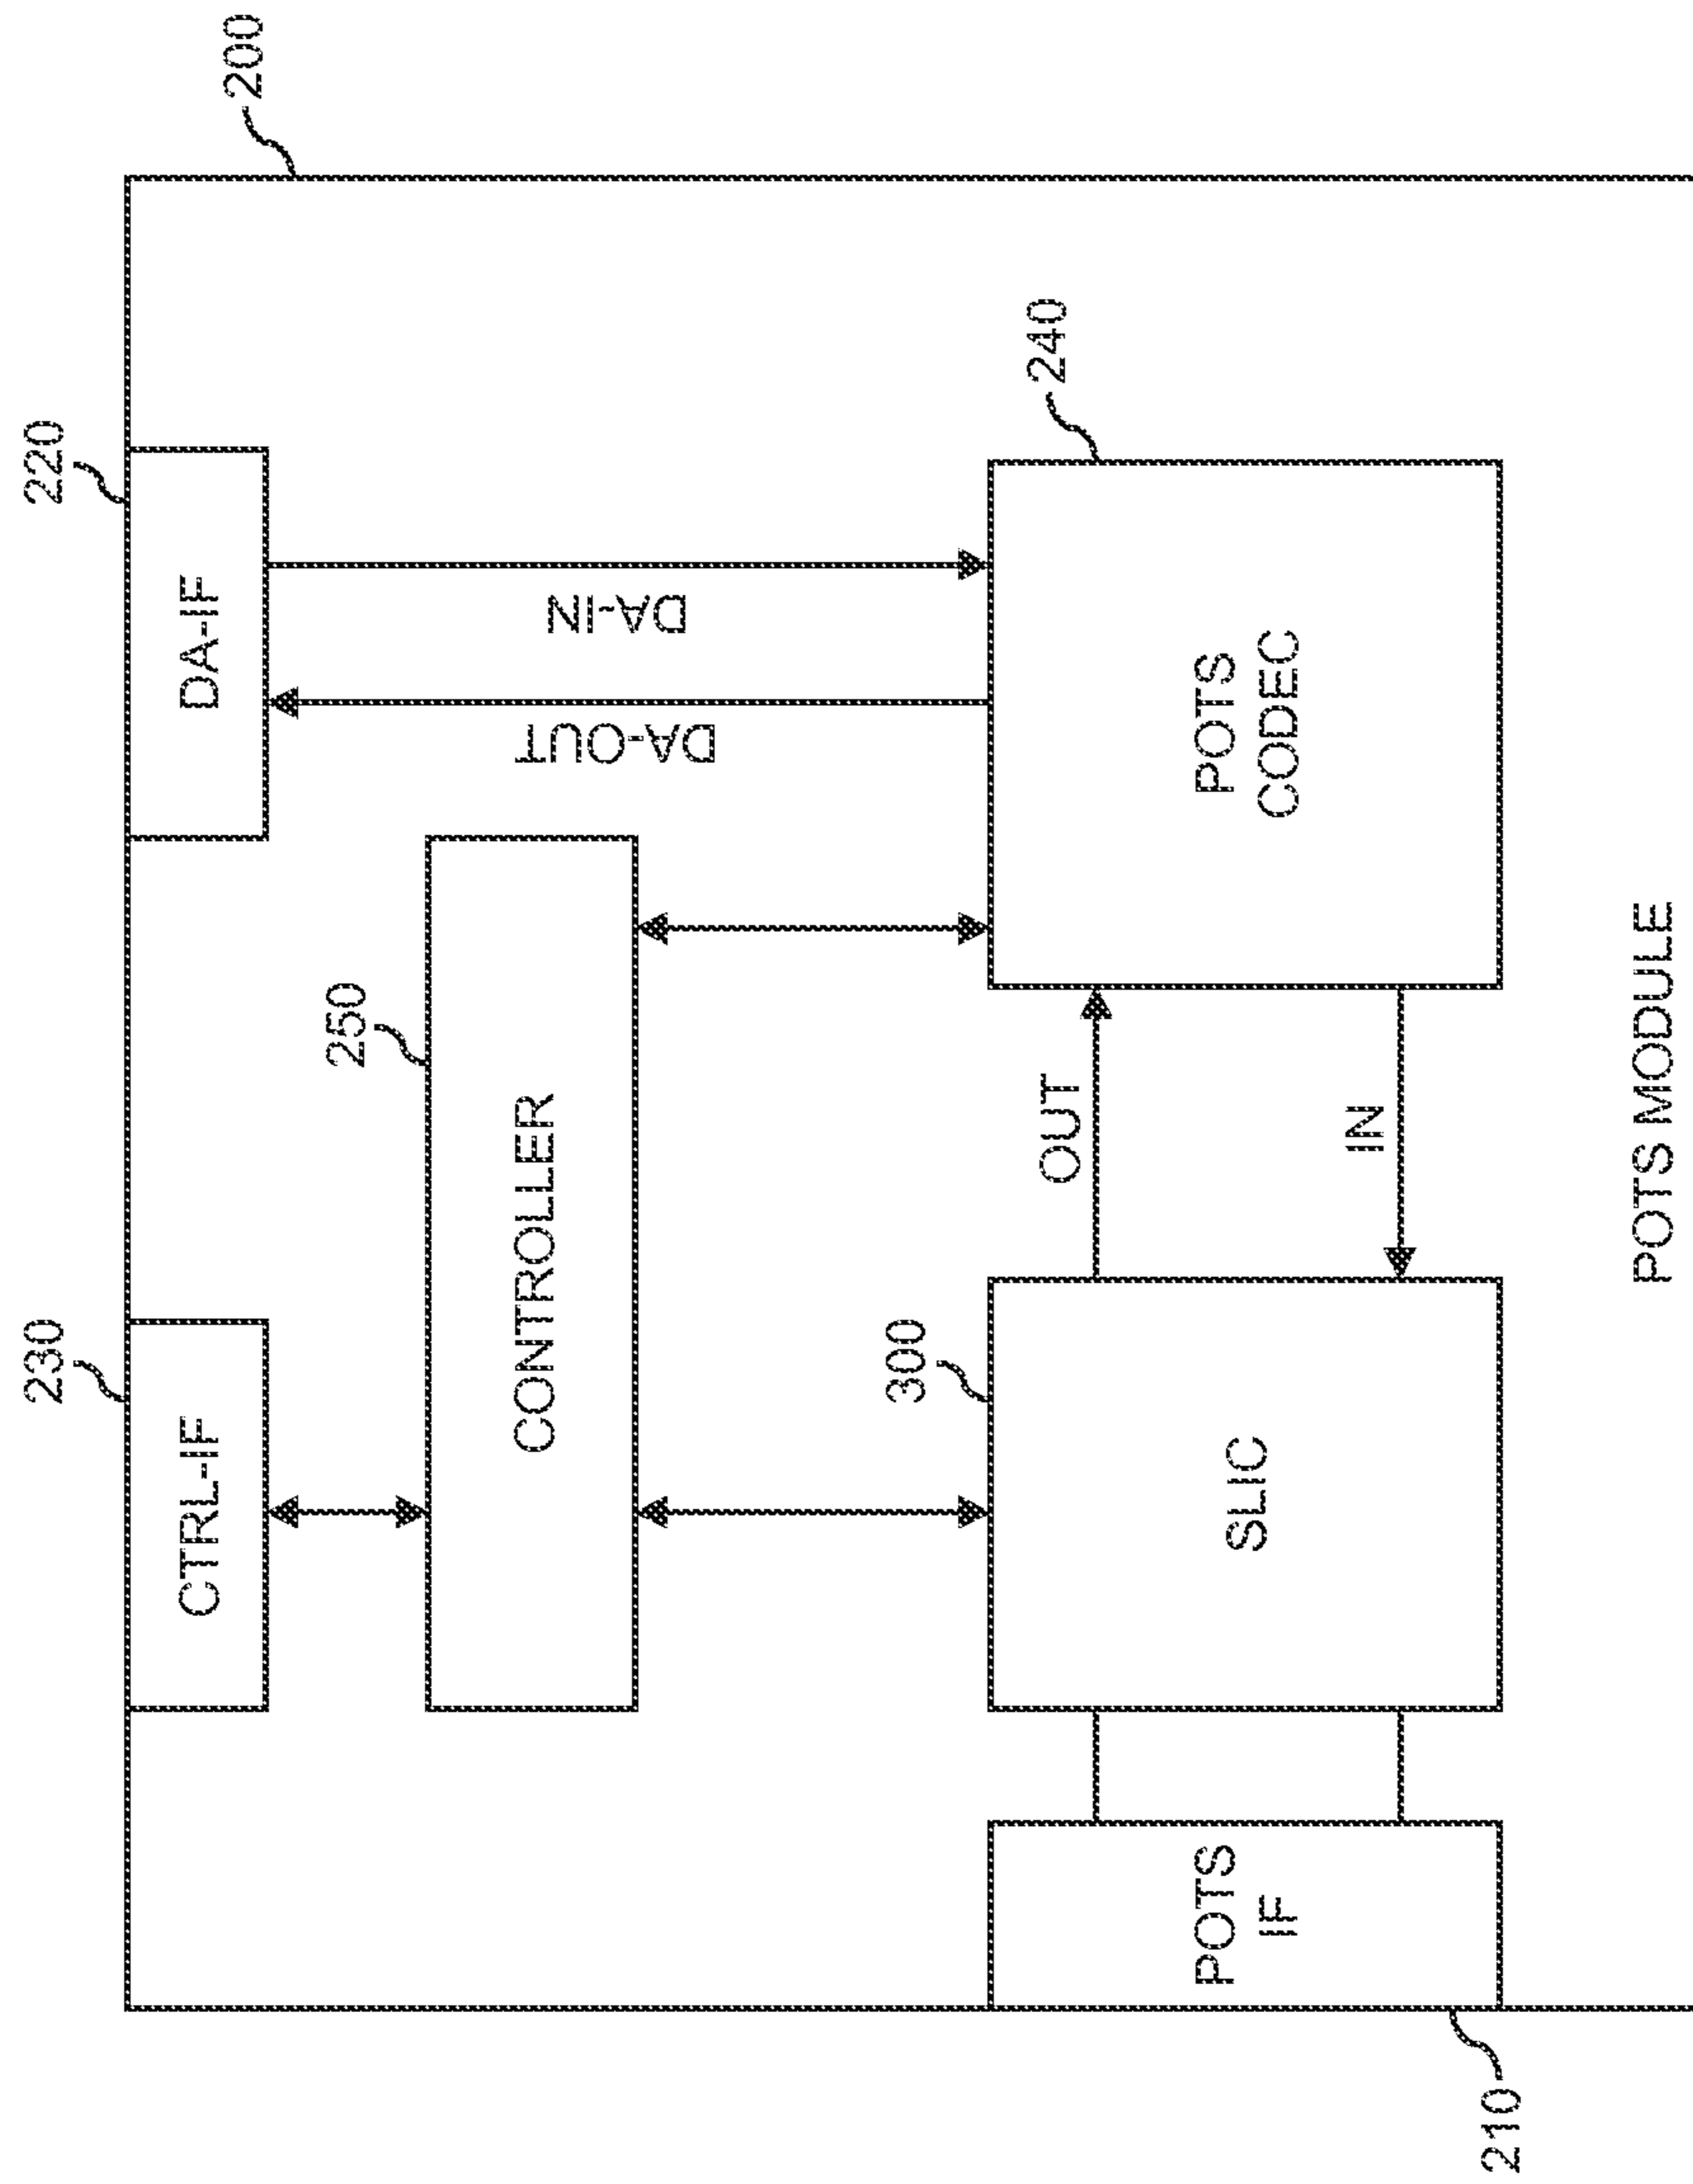 230
220
200
CTRL-IF
DA-IF
250
CONTROLLER
DA-OUT
DA-IN
300
240
OUT
POTS
IF
SLIC
POTS
CODEC
IN
210
POTS MODULE